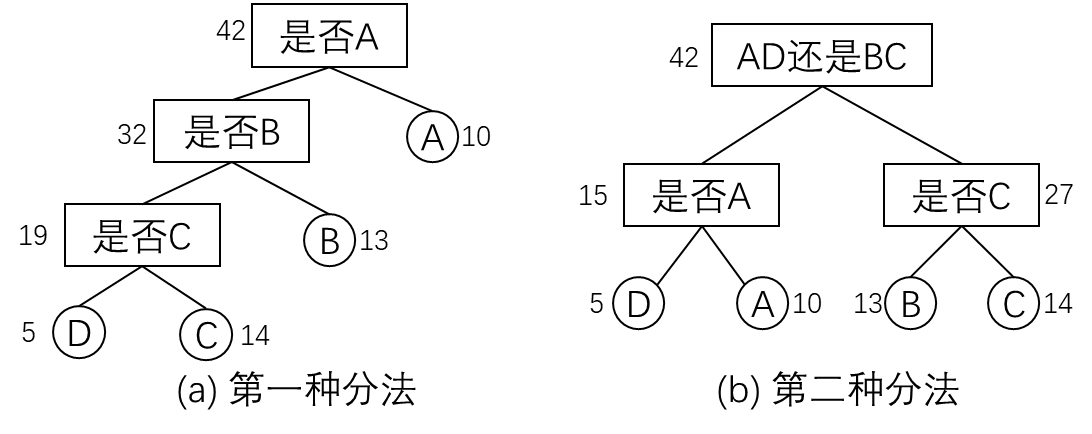 42 是否A
32 是否B A 10
19 是否C B 13
5 D C 14
(a) 第一种分法
42 AD还是BC
15 是否A 是否C 27
5 D A 10 13 B C 14
(b) 第二种分法